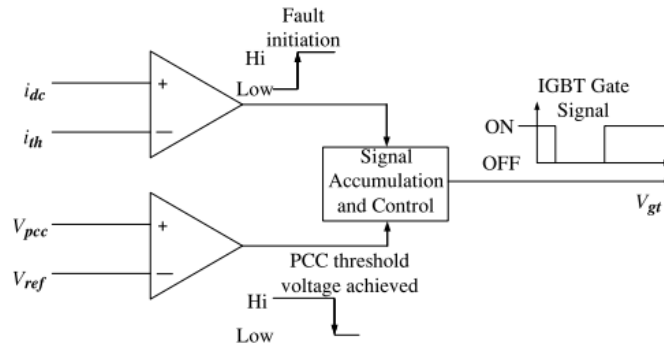 Fault
initiation
Hi
Low
i_dc
+
i_th
−
IGBT Gate
Signal
ON
OFF
Signal
Accumulation
and Control
V_gt
V_pcc
+
V_ref
−
PCC threshold
voltage achieved
Hi
Low